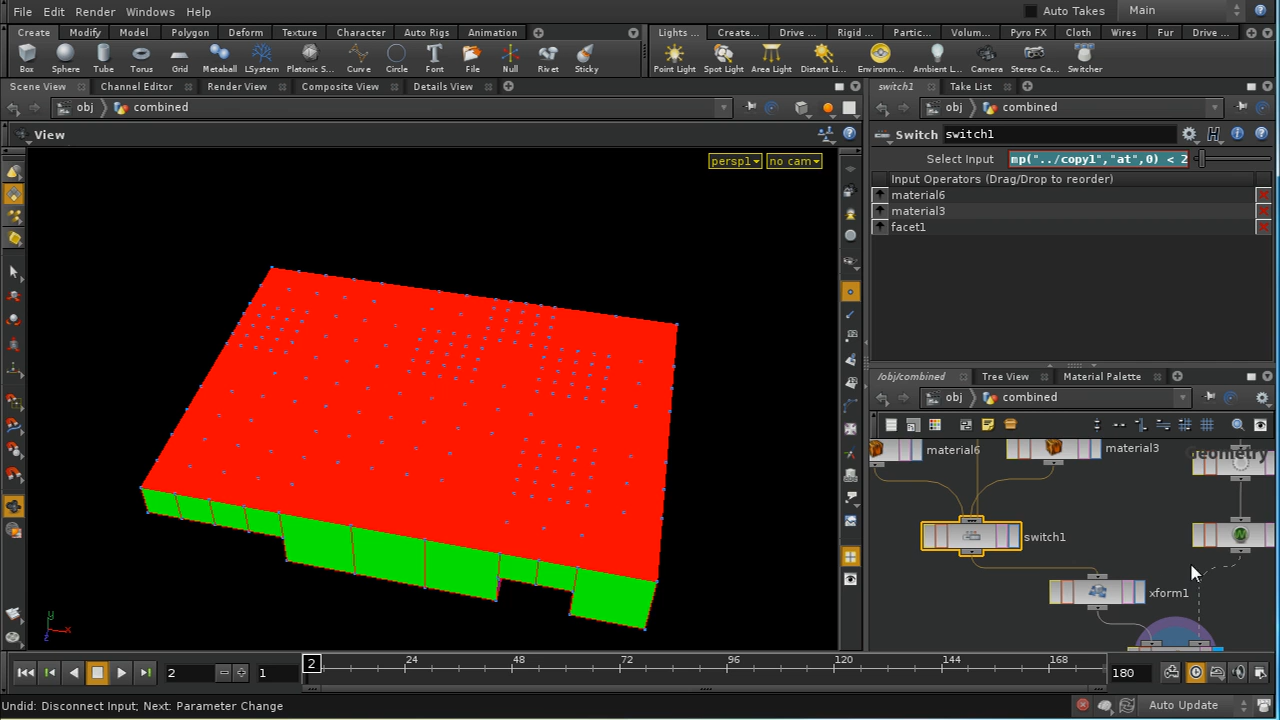 File Edit Render Windows Help Auto Takes Main
Create Modify Model Polygon Deform Texture Character Auto Rigs Animation Lights ... Create... Drive ... Rigid ... Partic... Volum... Pyro FX Cloth Wires Fur Drive ...
Box Sphere Tube Torus Grid Metaball LSystem Platonic S... Curve Circle Font File Null Rivet Sticky Point Light Spot Light Area Light Distant Li... Environm... Ambient L... Camera Stereo Ca... Switcher
Scene View Channel Editor Render View Composite View Details View switch1 Take List
obj combined obj combined
View Switch switch1
persp1 no cam Select Input mp("../copy1","at",0) < 2
Input Operators (Drag/Drop to reorder)
material6
material3
facet1
/obj/combined Tree View Material Palette
obj combined
material6 material3 Geometry
switch1
xform1
y
x
z
2 24 48 72 96 120 144 168
2 1 180
Undid: Disconnect Input; Next: Parameter Change Auto Update